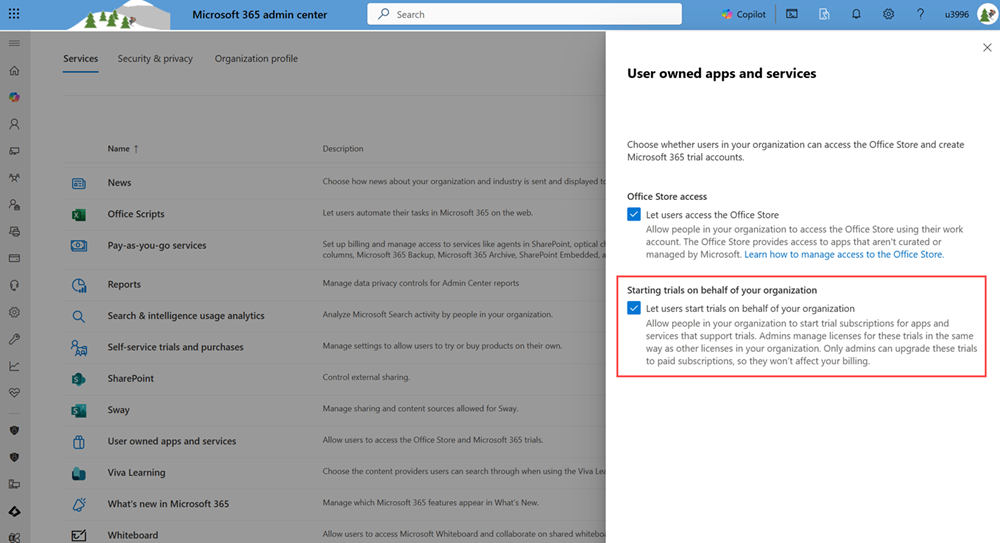 Microsoft 365 admin center
Search
Copilot
u3996
Services
Security & privacy
Organization profile
Name ↑
Description
News
Choose how news about your organization and industry is sent and displayed to
Office Scripts
Let users automate their tasks in Microsoft 365 on the web.
Pay-as-you-go services
Set up billing and manage access to services like agents in SharePoint, optical ch
columns, Microsoft 365 Backup, Microsoft 365 Archive, SharePoint Embedded, a
Reports
Manage data privacy controls for Admin Center reports
Search & intelligence usage analytics
Analyze Microsoft Search activity by people in your organization.
Self-service trials and purchases
Manage settings to allow users to try or buy products on their own.
SharePoint
Control external sharing.
Sway
Manage sharing and content sources allowed for Sway.
User owned apps and services
Allow users to access the Office Store and Microsoft 365 trials.
Viva Learning
Choose the content providers users can search through when using the Viva Lea
What's new in Microsoft 365
Manage which Microsoft 365 features appear in What's New.
Whiteboard
Allow users to access Microsoft Whiteboard and collaborate on shared whiteboard
User owned apps and services
Choose whether users in your organization can access the Office Store and create
Microsoft 365 trial accounts.
Office Store access
Let users access the Office Store
Allow people in your organization to access the Office Store using their work
account. The Office Store provides access to apps that aren't curated or
managed by Microsoft. Learn how to manage access to the Office Store.
Starting trials on behalf of your organization
Let users start trials on behalf of your organization
Allow people in your organization to start trial subscriptions for apps and
services that support trials. Admins manage licenses for these trials in the same
way as other licenses in your organization. Only admins can upgrade these trials
to paid subscriptions, so they won't affect your billing.